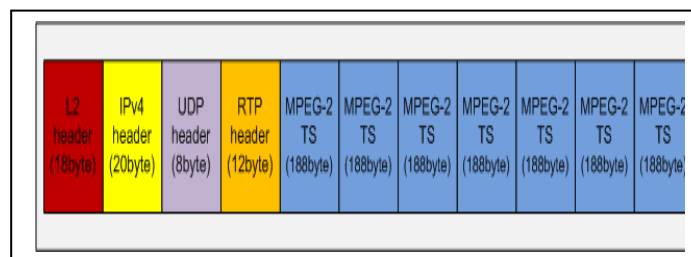 L2
header
(18byte)
IPv4
header
(20byte)
UDP
header
(8byte)
RTP
header
(12byte)
MPEG-2
TS
(188byte)
MPEG-2
TS
(188byte)
MPEG-2
TS
(188byte)
MPEG-2
TS
(188byte)
MPEG-2
TS
(188byte)
MPEG-2
TS
(188byte)
MPEG-2
TS
(188byte)